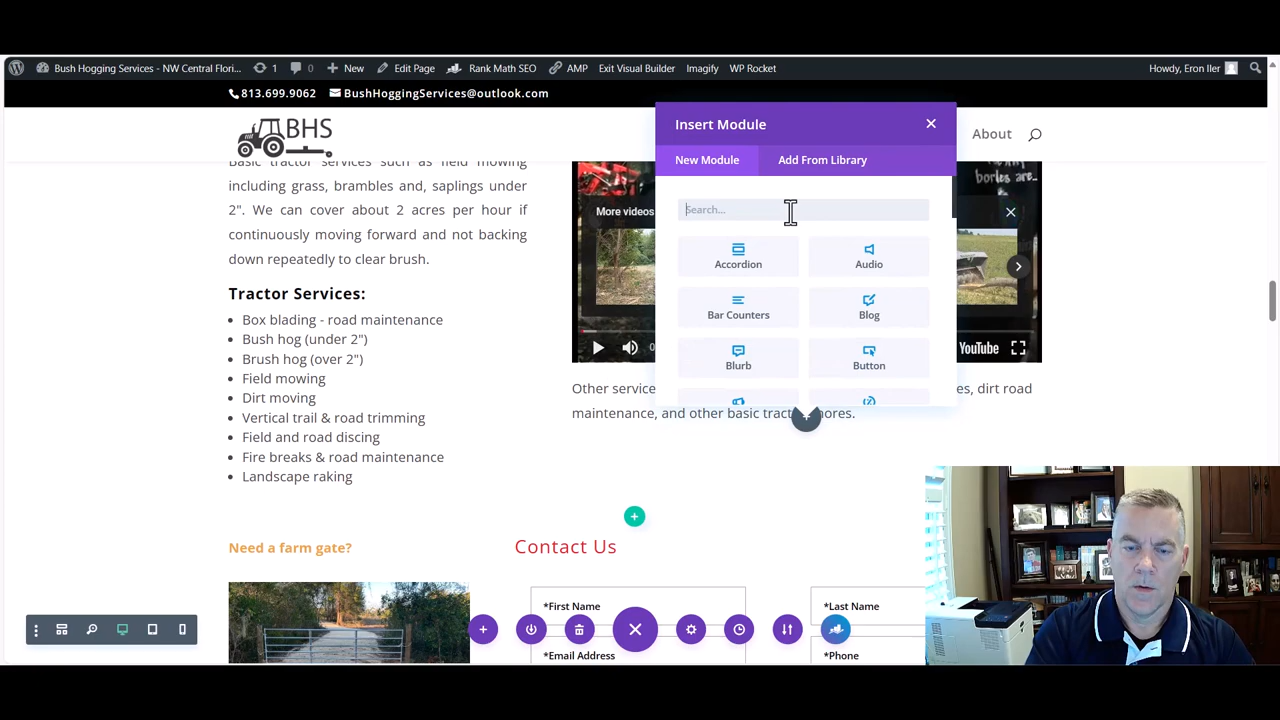 Bush Hogging Services - NW Central Flori... 1 0 New Edit Page Rank Math SEO AMP Exit Visual Builder Imagify WP Rocket Howdy, Eron Iler
813.699.9062 BushHoggingServices@outlook.com
BHS
About
Insert Module
New Module Add From Library
Search...
Accordion Audio
Bar Counters Blog
Blurb Button
Basic tractor services such as field mowing
including grass, brambles and, saplings under
2". We can cover about 2 acres per hour if
continuously moving forward and not backing
down repeatedly to clear brush.
Tractor Services:
Box blading - road maintenance
Bush hog (under 2")
Brush hog (over 2")
Field mowing
Dirt moving
Vertical trail & road trimming
Field and road discing
Fire breaks & road maintenance
Landscape raking
More videos
are...
YouTube
Other service
es, dirt road
maintenance, and other basic tract
ores.
Need a farm gate?
Contact Us
*First Name *Last Name
*Email Address *Phone